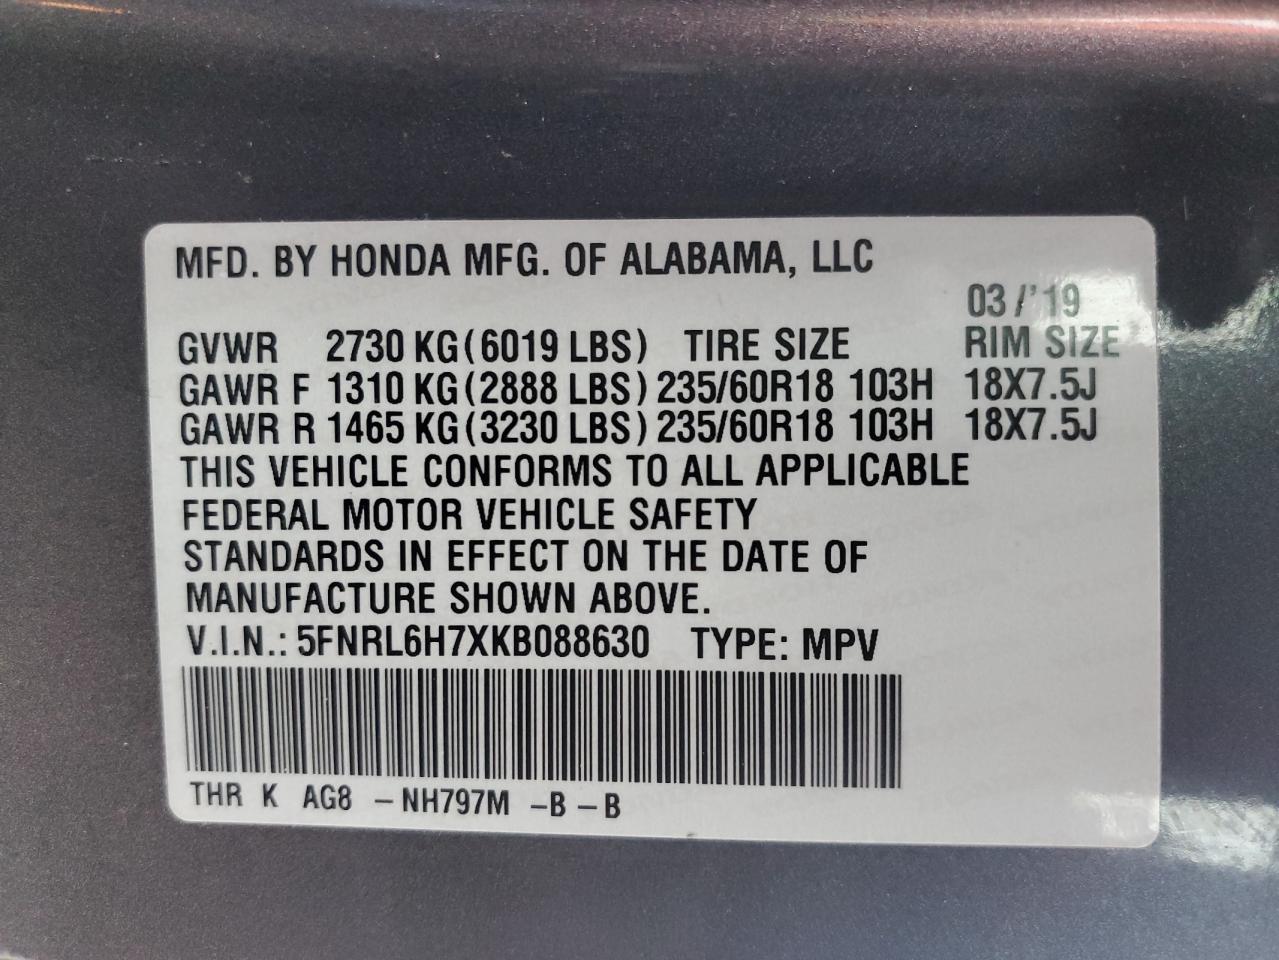 MFD. BY HONDA MFG. OF ALABAMA, LLC
03/'19
GVWR 2730 KG (6019 LBS) TIRE SIZE RIM SIZE
GAWR F 1310 KG (2888 LBS) 235/60R18 103H 18X7.5J
GAWR R 1465 KG (3230 LBS) 235/60R18 103H 18X7.5J
THIS VEHICLE CONFORMS TO ALL APPLICABLE
FEDERAL MOTOR VEHICLE SAFETY
STANDARDS IN EFFECT ON THE DATE OF
MANUFACTURE SHOWN ABOVE.
V.I.N.: 5FNRL6H7XKB088630 TYPE: MPV
THR K AG8 -NH797M -B-B